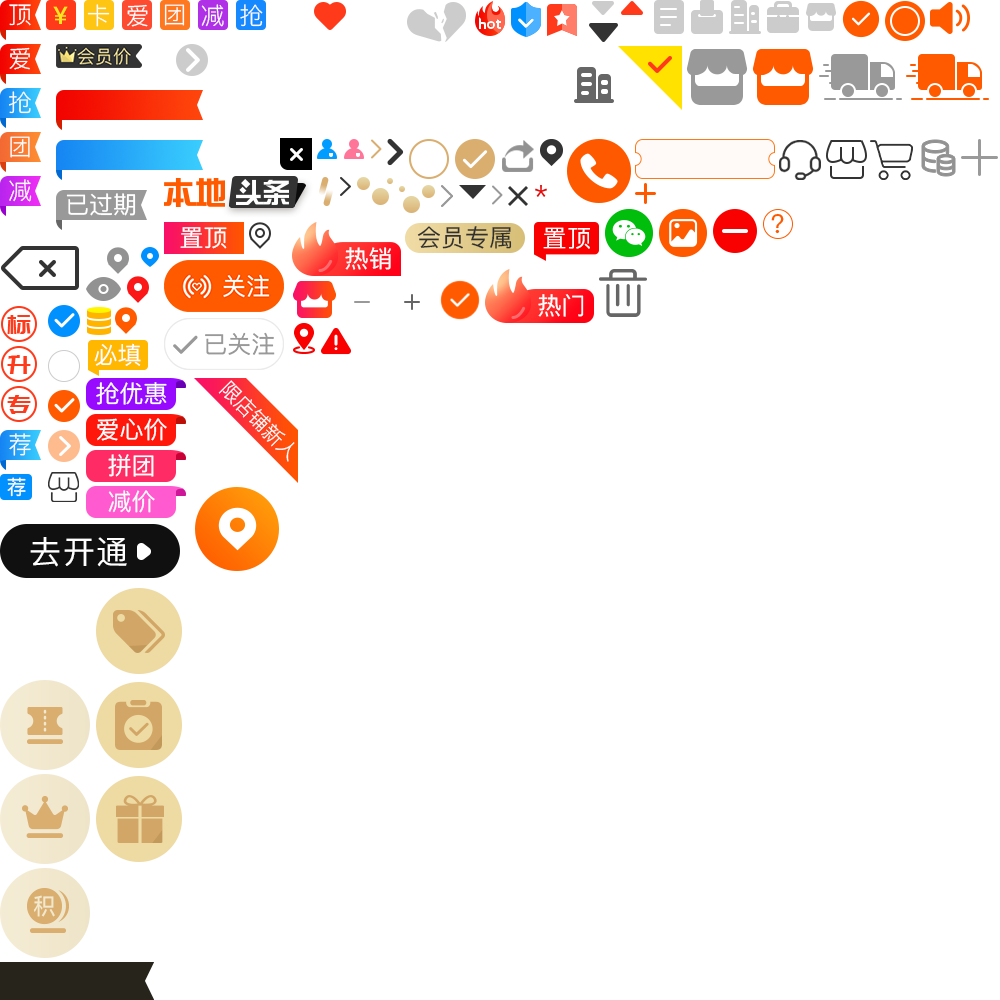 顶
¥
卡
爱
团
减
抢
hot
爱
会员价
抢
团
减
已过期
本地头条
置顶
热销
会员专属
置顶
?
关注
热门
标
已关注
升
必填
专
抢优惠
限店铺新人
爱心价
荐
拼团
荐
减价
去开通
积